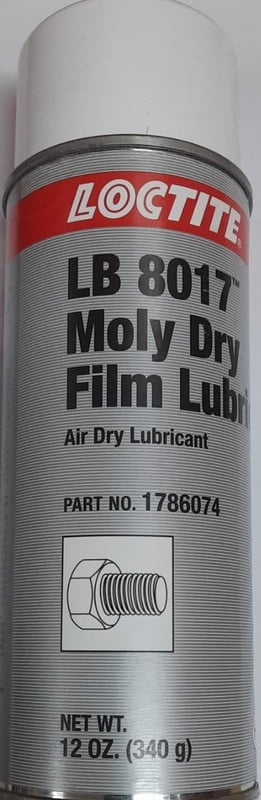 LOCTITE®
LB 8017™
Moly Dry
Film Lubri
Air Dry Lubricant
PART NO. 1786074
NET WT.
12 OZ. (340 g)